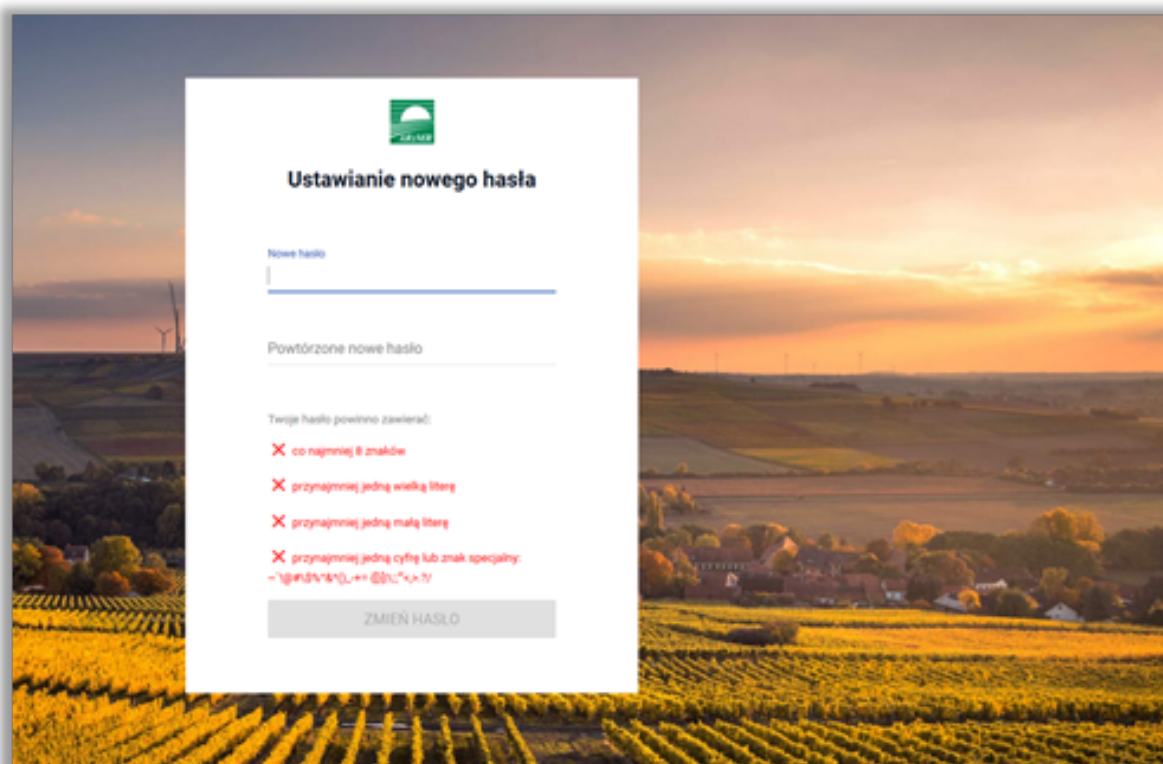 Ustawianie nowego hasła
Nowe hasło
Powtórzone nowe hasło
Twoje hasło powinno zawierać:
co najmniej 8 znaków
przynajmniej jedną wielką literę
przynajmniej jedną małą literę
przynajmniej jedną cyfrę lub znak specjalny:
ZMIEŃ HASŁO